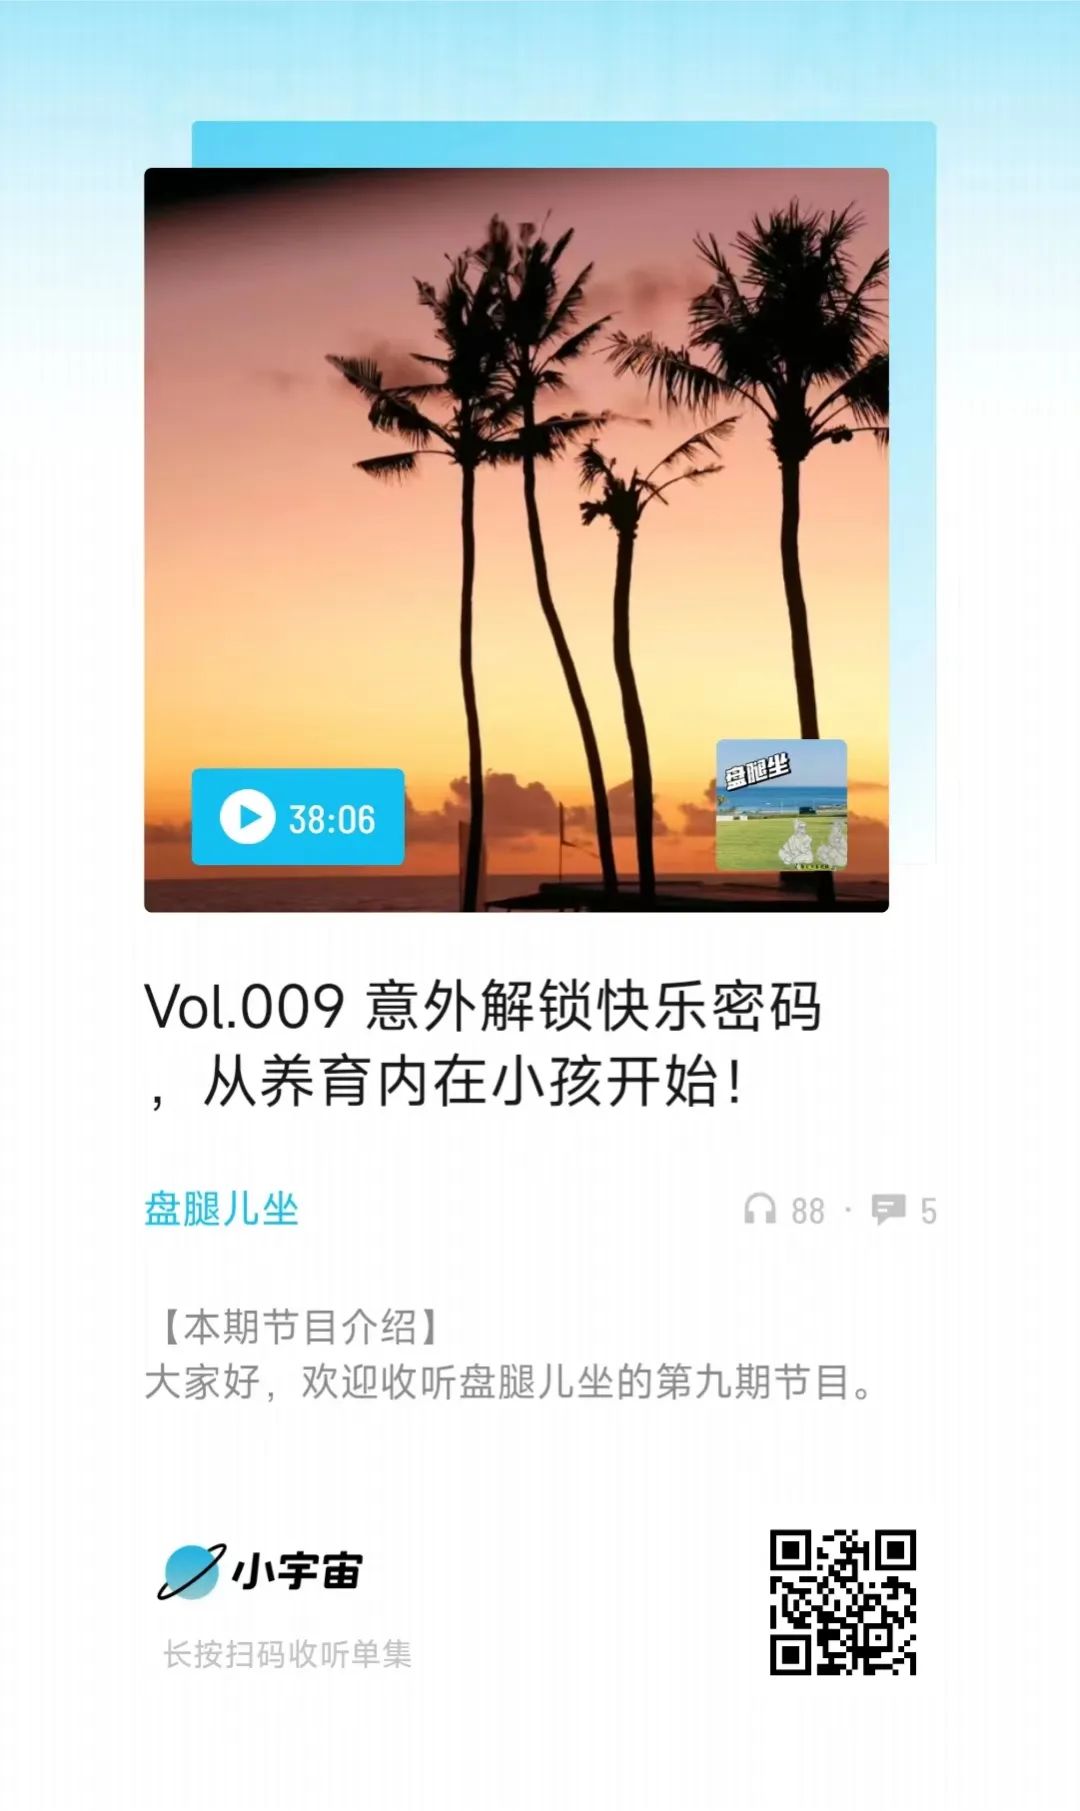 盘腿坐
38:06
Vol.009 意外解锁快乐密码
，从养育内在小孩开始！
盘腿儿坐
88 · 5
【本期节目介绍】
大家好，欢迎收听盘腿儿坐的第九期节目。
小宇宙
长按扫码收听单集